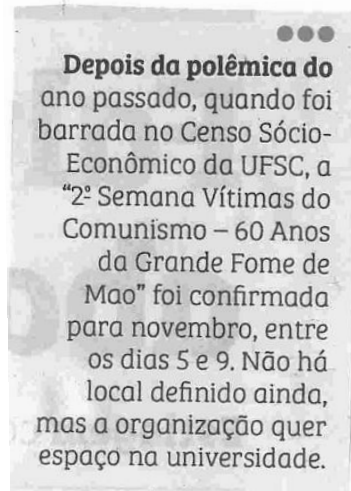 Depois da polêmica do
ano passado, quando foi
barrada no Censo Sócio-
Econômico da UFSC, a
“2ª Semana Vítimas do
Comunismo – 60 Anos
da Grande Fome de
Mao” foi confirmada
para novembro, entre
os dias 5 e 9. Não há
local definido ainda,
mas a organização quer
espaço na universidade.